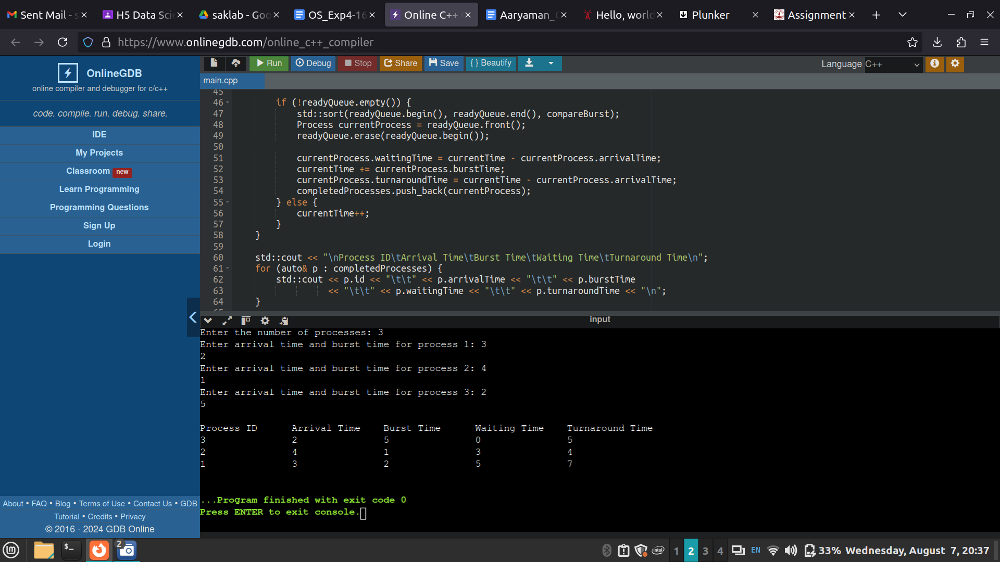 Sent Mail - s
H5 Data Scie
saklab - Goo
OS_Exp4-16
Online C++ 
Aaryaman_
Hello, world
Plunker
Assignment
https://www.onlinegdb.com/online_c++_compiler
OnlineGDB
online compiler and debugger for c/c++
code. compile. run. debug. share.
IDE
My Projects
Classroom new
Learn Programming
Programming Questions
Sign Up
Login
About • FAQ • Blog • Terms of Use • Contact Us • GDB
Tutorial • Credits • Privacy
© 2016 - 2024 GDB Online
Run Debug Stop Share Save { } Beautify
Language C++
main.cpp
45
46 if (!readyQueue.empty()) {
47 std::sort(readyQueue.begin(), readyQueue.end(), compareBurst);
48 Process currentProcess = readyQueue.front();
49 readyQueue.erase(readyQueue.begin());
50
51 currentProcess.waitingTime = currentTime - currentProcess.arrivalTime;
52 currentTime += currentProcess.burstTime;
53 currentProcess.turnaroundTime = currentTime - currentProcess.arrivalTime;
54 completedProcesses.push_back(currentProcess);
55 } else {
56 currentTime++;
57 }
58 }
59
60 std::cout << "\nProcess ID\tArrival Time\tBurst Time\tWaiting Time\tTurnaround Time\n";
61 for (auto& p : completedProcesses) {
62 std::cout << p.id << "\t\t" << p.arrivalTime << "\t\t" << p.burstTime
63 << "\t\t" << p.waitingTime << "\t\t" << p.turnaroundTime << "\n";
64 }
input
Enter the number of processes: 3
Enter arrival time and burst time for process 1: 3
2
Enter arrival time and burst time for process 2: 4
1
Enter arrival time and burst time for process 3: 2
5
Process ID Arrival Time Burst Time Waiting Time Turnaround Time
3 2 5 0 5
2 4 1 3 4
1 3 2 5 7
...Program finished with exit code 0
Press ENTER to exit console.
2
intel
1 2 3 4
EN
33% Wednesday, August 7, 20:37